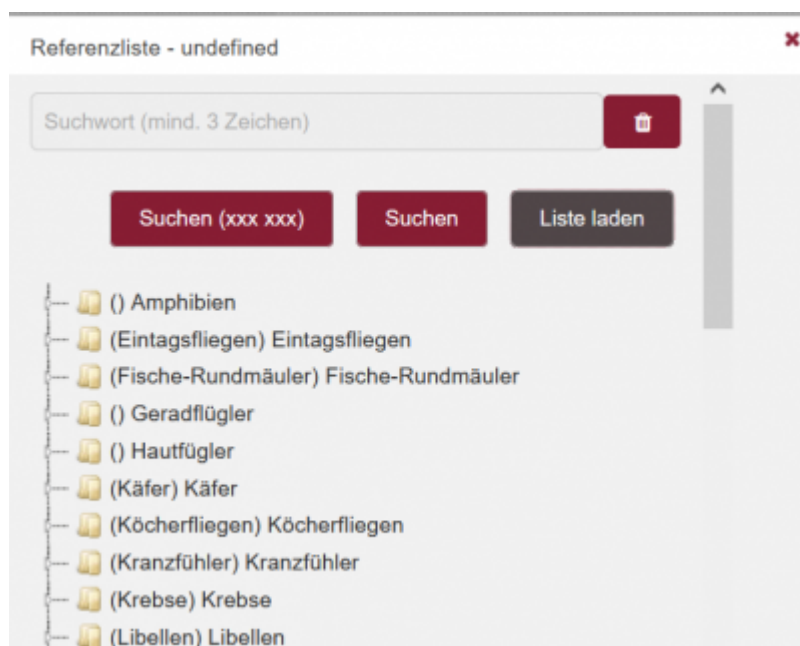 Referenzliste - undefined
Suchwort (mind. 3 Zeichen)
Suchen (xxx xxx) Suchen Liste laden
() Amphibien
(Eintagsfliegen) Eintagsfliegen
(Fische-Rundmäuler) Fische-Rundmäuler
() Geradflügler
() Hautfügler
(Käfer) Käfer
(Köcherfliegen) Köcherfliegen
(Kranzfühler) Kranzfühler
(Krebse) Krebse
(Libellen) Libellen